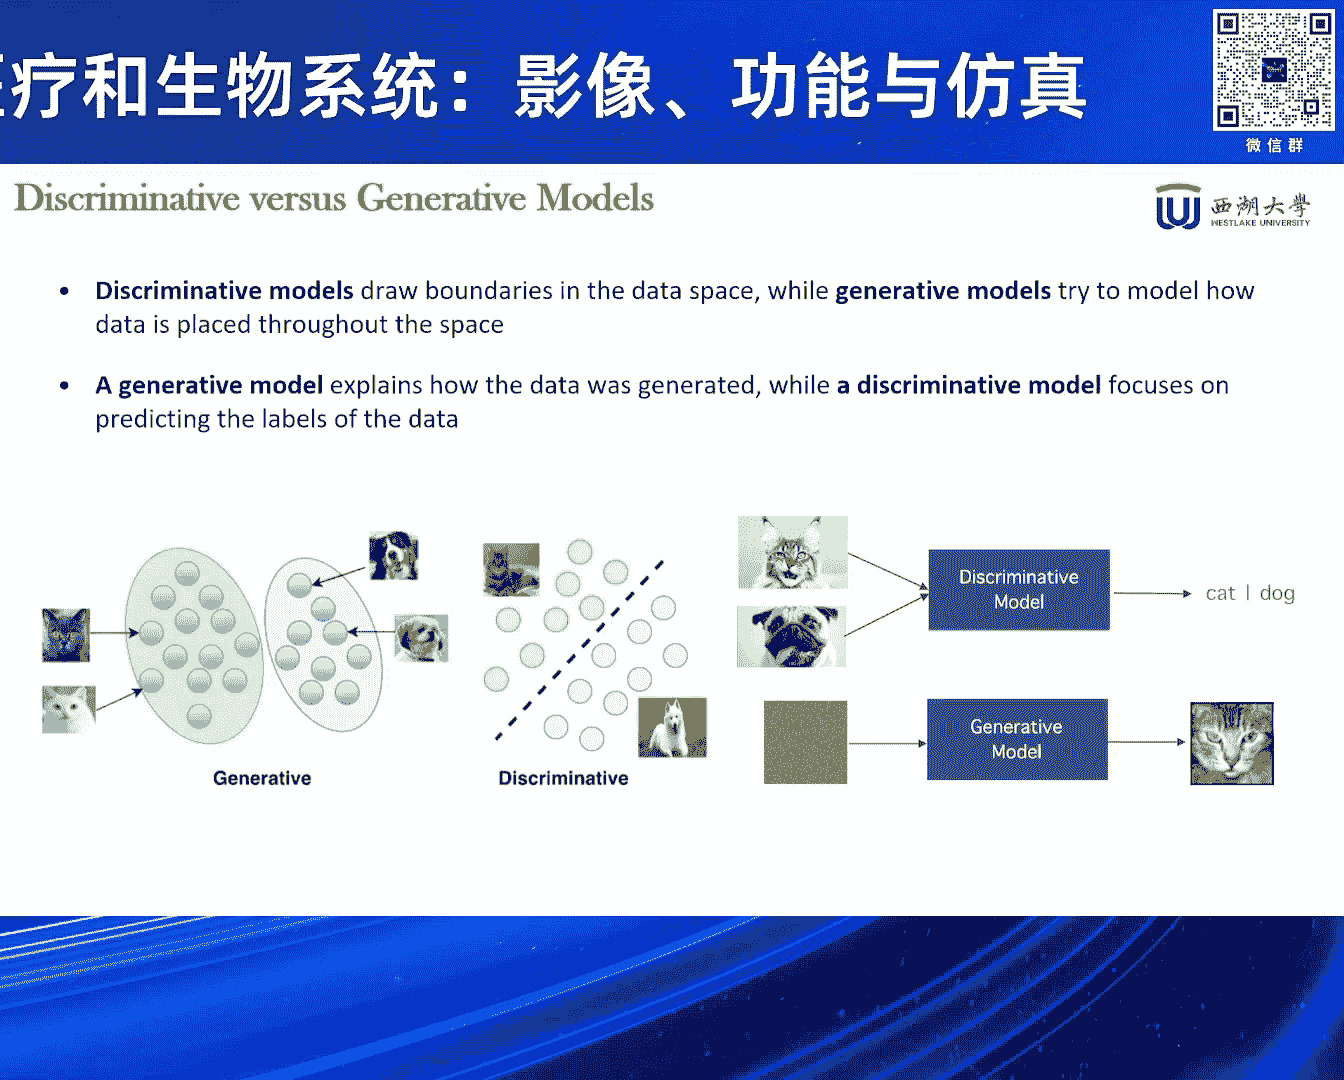 疗和生物系统：影像、功能与仿真
微信群
Discriminative versus Generative Models
西湖大學
WESTLAKE UNIVERSITY
• Discriminative models draw boundaries in the data space, while generative models try to model how
data is placed throughout the space
• A generative model explains how the data was generated, while a discriminative model focuses on
predicting the labels of the data
Generative
Discriminative
Discriminative
Model
cat | dog
Generative
Model